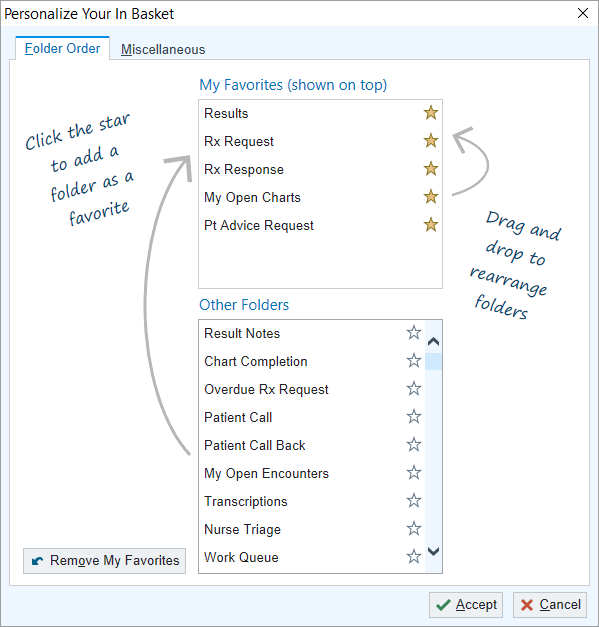 Personalize Your In Basket
Folder Order
Miscellaneous
My Favorites (shown on top)
Results
Rx Request
Rx Response
My Open Charts
Pt Advice Request
Click the star
to add a
folder as a
favorite
Drag and
drop to
rearrange
folders
Other Folders
Result Notes
Chart Completion
Overdue Rx Request
Patient Call
Patient Call Back
My Open Encounters
Transcriptions
Nurse Triage
Work Queue
Remove My Favorites
Accept
Cancel